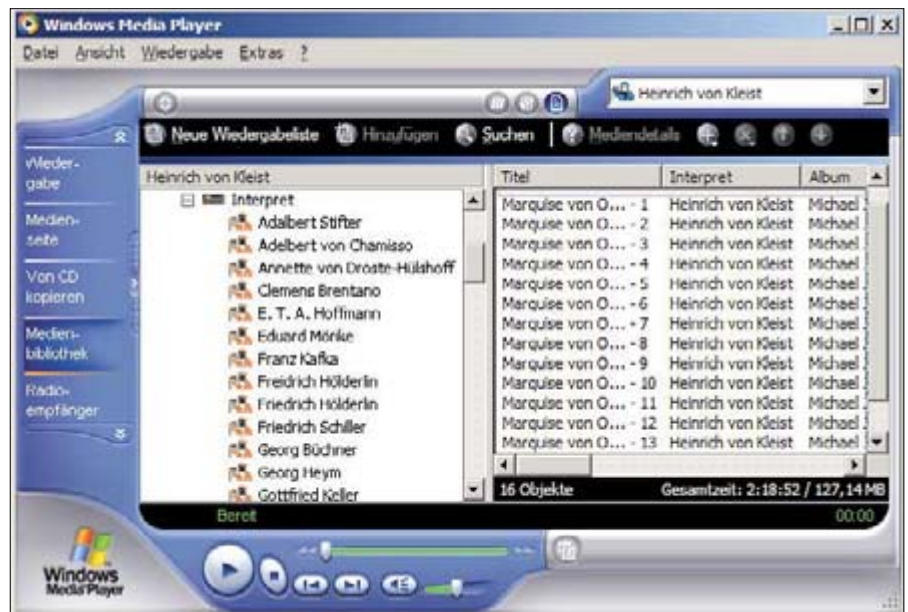 Windows Media Player
Datei Ansicht Wiedergabe Extras ?
Heinrich von Kleist
Neue Wiedergabeliste Hinzufügen Suchen Mediendetails
Wieder-
gabe
Medien-
seite
Von CD
kopieren
Medien-
bibliothek
Radio-
empfänger
Heinrich von Kleist
Interpret
Adalbert Stifter
Adelbert von Chamisso
Annette von Droste-Hülshoff
Clemens Brentano
E. T. A. Hoffmann
Eduard Mörike
Franz Kafka
Freidrich Hölderlin
Friedrich Hölderlin
Friedrich Schiller
Georg Büchner
Georg Heym
Gottfried Keller
Titel Interpret Album
Marquise von O... - 1 Heinrich von Kleist Michael
Marquise von O... - 2 Heinrich von Kleist Michael
Marquise von O... - 3 Heinrich von Kleist Michael
Marquise von O... - 4 Heinrich von Kleist Michael
Marquise von O... - 5 Heinrich von Kleist Michael
Marquise von O... - 6 Heinrich von Kleist Michael
Marquise von O... - 7 Heinrich von Kleist Michael
Marquise von O... - 8 Heinrich von Kleist Michael
Marquise von O... - 9 Heinrich von Kleist Michael
Marquise von O... - 10 Heinrich von Kleist Michael
Marquise von O... - 11 Heinrich von Kleist Michael
Marquise von O... - 12 Heinrich von Kleist Michael
Marquise von O... - 13 Heinrich von Kleist Michael
16 Objekte Gesamtzeit: 2:18:52 / 127,14 MB
Bereit 00:00
Windows
Media Player